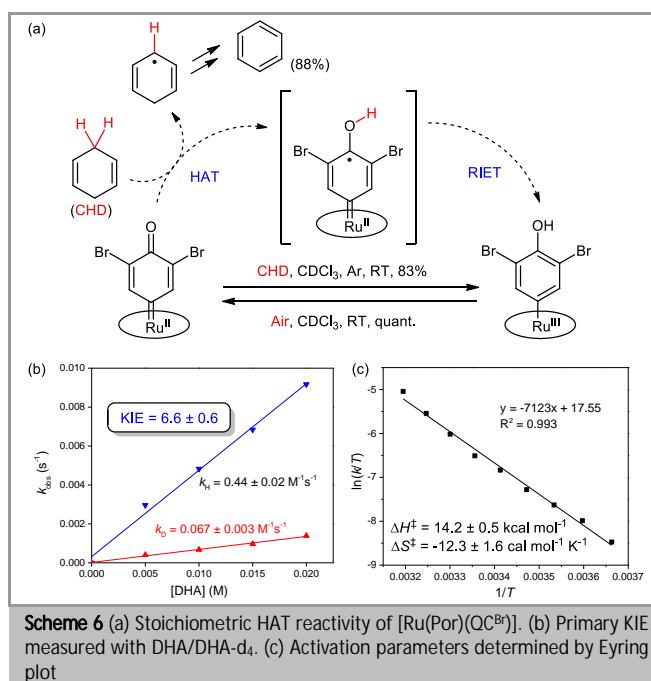 (a)
H
(88%)
H H
(CHD)
HAT
O H
Br Br
Ru^II
RIET
O
Br Br
Ru^II
CHD, CDCl₃, Ar, RT, 83%
Air, CDCl₃, RT, quant.
OH
Br Br
Ru^III
(b)
0.010
0.008
0.006
0.004
0.002
0.000
k_obs (s⁻¹)
KIE = 6.6 ± 0.6
k_H = 0.44 ± 0.02 M⁻¹s⁻¹
k_D = 0.067 ± 0.003 M⁻¹s⁻¹
0.000 0.005 0.010 0.015 0.020
[DHA] (M)
(c)
-5
-6
-7
-8
-9
ln(k/T)
y = -7123x + 17.55
R² = 0.993
ΔH‡ = 14.2 ± 0.5 kcal mol⁻¹
ΔS‡ = -12.3 ± 1.6 cal mol⁻¹ K⁻¹
0.0032 0.0033 0.0034 0.0035 0.0036 0.0037
1/T
Scheme 6 (a) Stoichiometric HAT reactivity of [Ru(Por)(QC^Br)]. (b) Primary KIE
measured with DHA/DHA-d₄. (c) Activation parameters determined by Eyring
plot